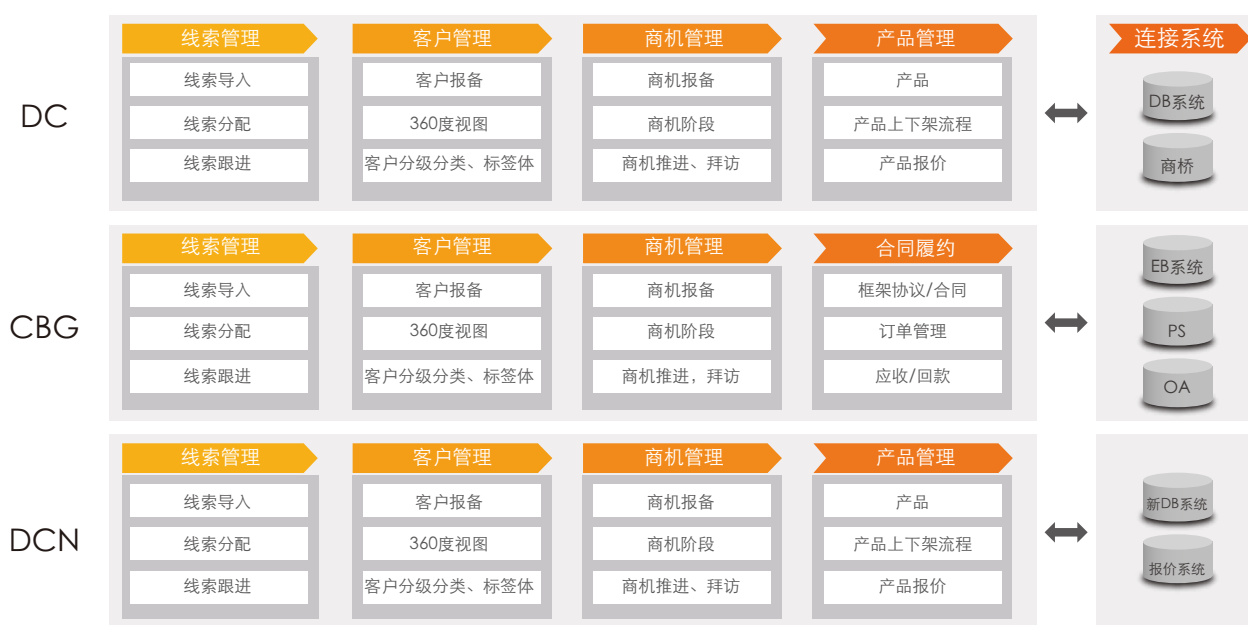 线索管理
客户管理
商机管理
产品管理
连接系统
DC
线索导入
客户报备
商机报备
产品
线索分配
360度视图
商机阶段
产品上下架流程
线索跟进
客户分级分类、标签体
商机推进、拜访
产品报价
DB系统
商桥
线索管理
客户管理
商机管理
合同履约
CBG
线索导入
客户报备
商机报备
框架协议/合同
线索分配
360度视图
商机阶段
订单管理
线索跟进
客户分级分类、标签体
商机推进，拜访
应收/回款
EB系统
PS
OA
线索管理
客户管理
商机管理
产品管理
DCN
线索导入
客户报备
商机报备
产品
线索分配
360度视图
商机阶段
产品上下架流程
线索跟进
客户分级分类、标签体
商机推进、拜访
产品报价
新DB系统
报价系统